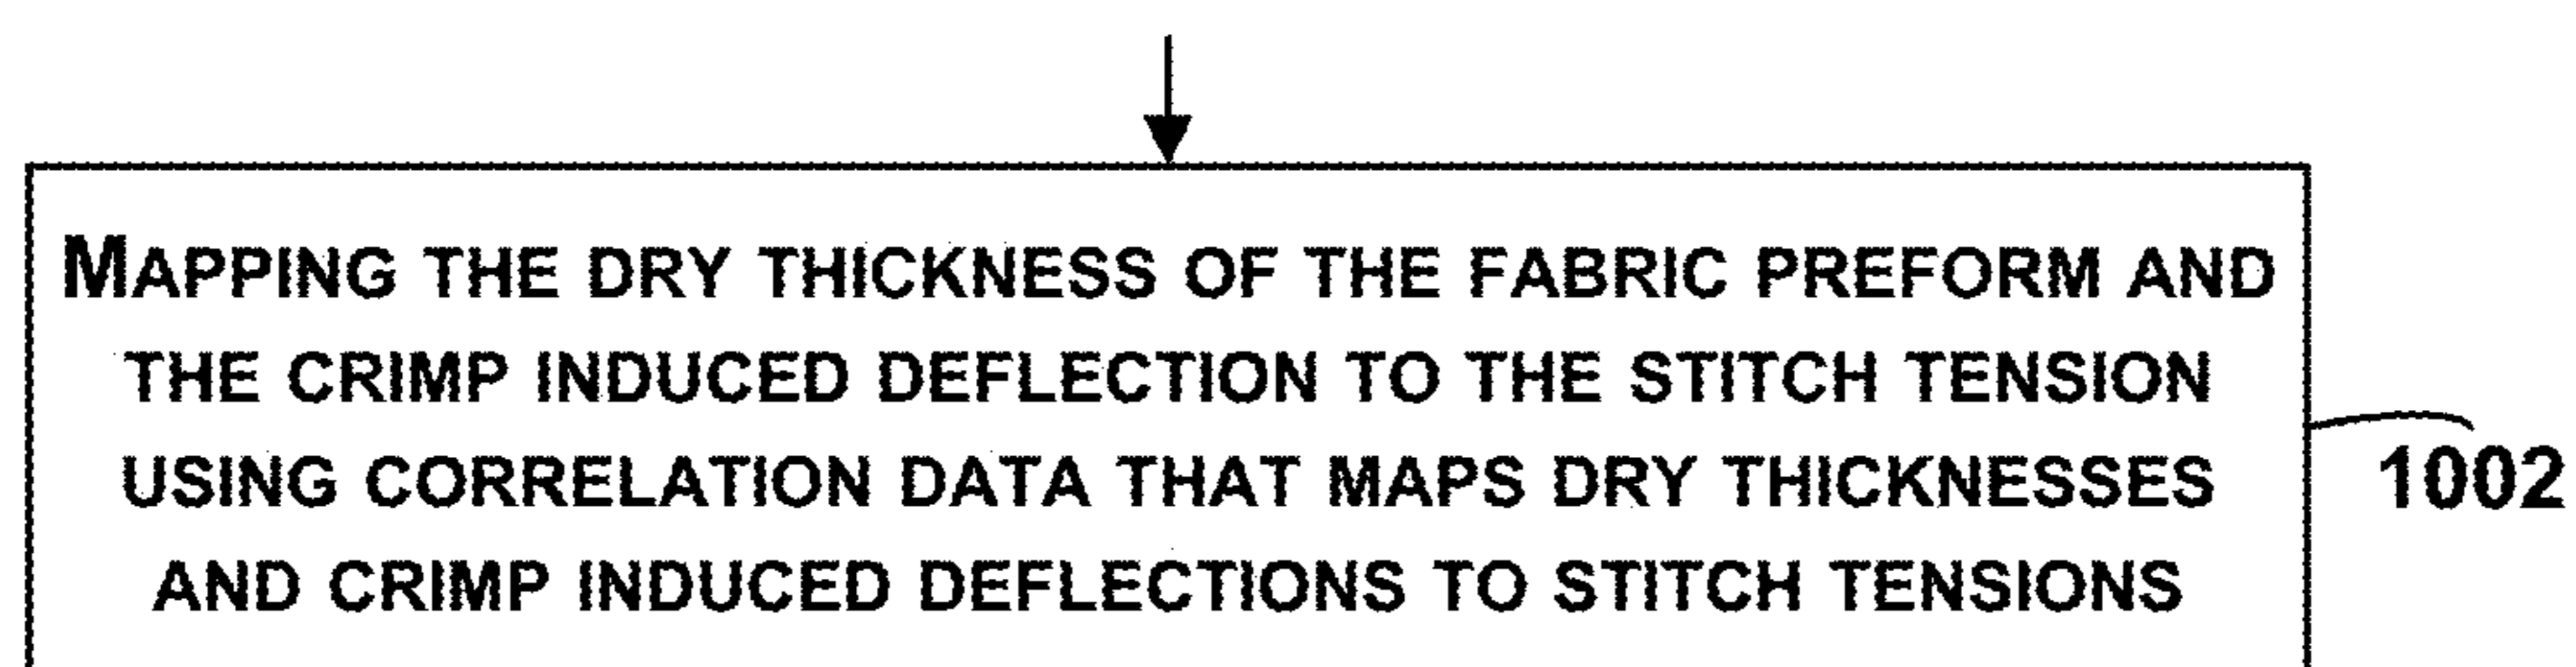 MAPPING THE DRY THICKNESS OF THE FABRIC PREFORM AND
THE CRIMP INDUCED DEFLECTION TO THE STITCH TENSION
USING CORRELATION DATA THAT MAPS DRY THICKNESSES
AND CRIMP INDUCED DEFLECTIONS TO STITCH TENSIONS
1002